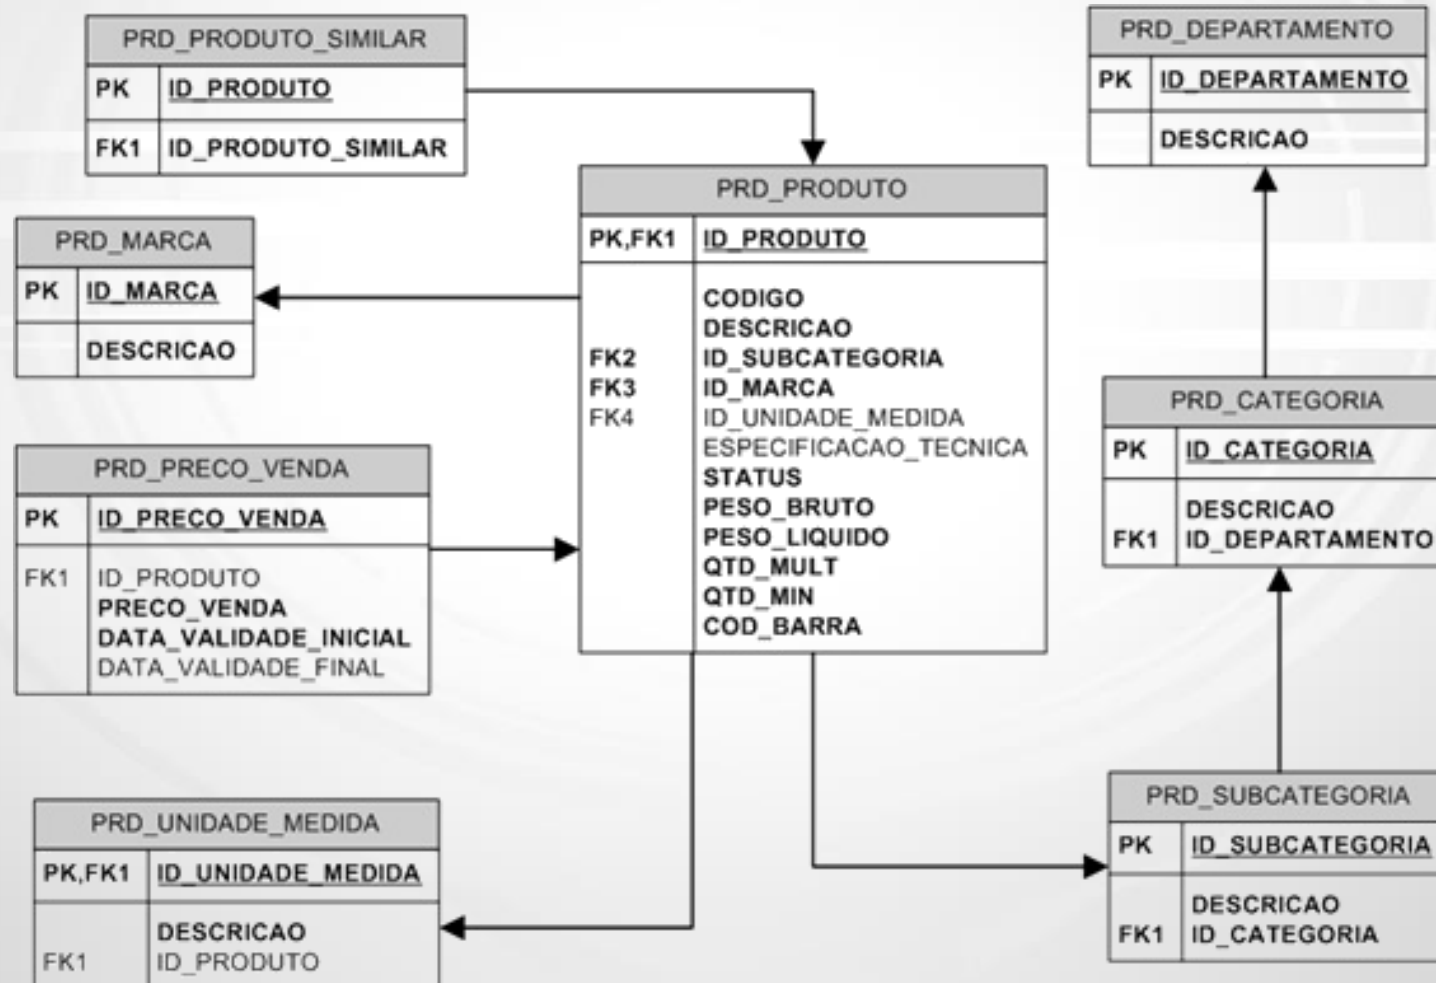 PRD_PRODUTO_SIMILAR
PK ID_PRODUTO
FK1 ID_PRODUTO_SIMILAR
PRD_MARCA
PK ID_MARCA
DESCRICAO
PRD_PRECO_VENDA
PK ID_PRECO_VENDA
FK1 ID_PRODUTO
PRECO_VENDA
DATA_VALIDADE_INICIAL
DATA_VALIDADE_FINAL
PRD_UNIDADE_MEDIDA
PK,FK1 ID_UNIDADE_MEDIDA
DESCRICAO
FK1 ID_PRODUTO
PRD_PRODUTO
PK,FK1 ID_PRODUTO
CODIGO
DESCRICAO
FK2 ID_SUBCATEGORIA
FK3 ID_MARCA
FK4 ID_UNIDADE_MEDIDA
ESPECIFICACAO_TECNICA
STATUS
PESO_BRUTO
PESO_LIQUIDO
QTD_MULT
QTD_MIN
COD_BARRA
PRD_DEPARTAMENTO
PK ID_DEPARTAMENTO
DESCRICAO
PRD_CATEGORIA
PK ID_CATEGORIA
DESCRICAO
FK1 ID_DEPARTAMENTO
PRD_SUBCATEGORIA
PK ID_SUBCATEGORIA
DESCRICAO
FK1 ID_CATEGORIA